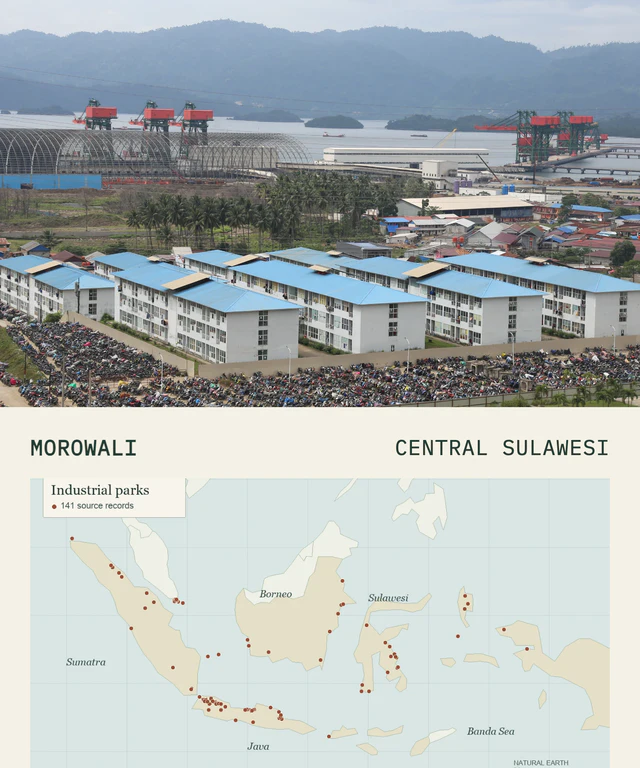 MOROWALI
CENTRAL SULAWESI
Industrial parks
141 source records
Borneo
Sulawesi
Sumatra
Banda Sea
Java
NATURAL EARTH